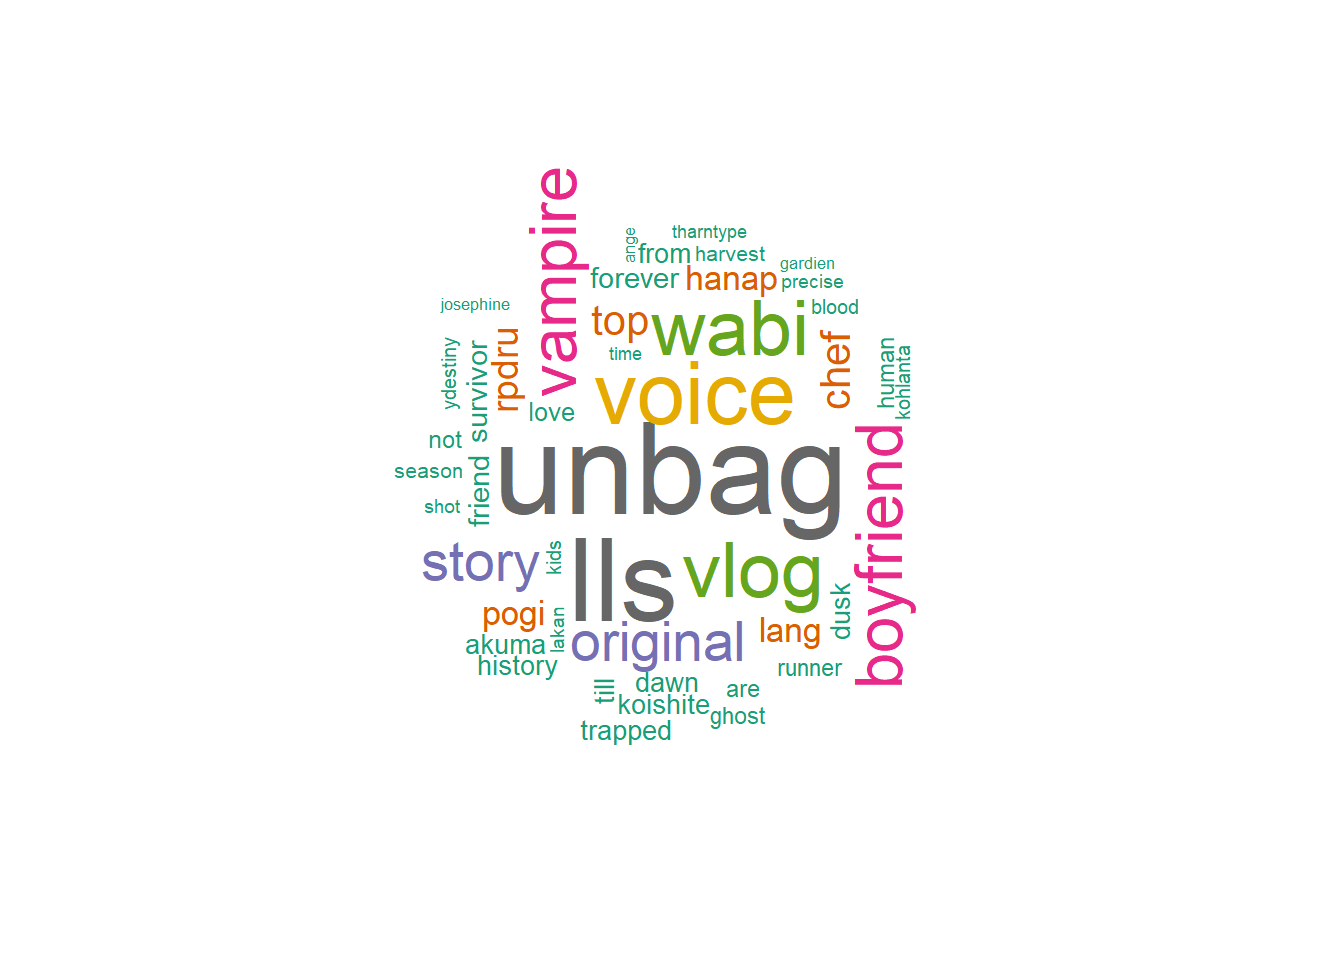 vampire
ange
tharntype
from
harvest
gardien
forever
hanap
precise
josephine
top
wabi
blood
time
chef
human
kohlanta
ydestiny
survivor
rpdru
love
voice
not
unbag
season
shot
friend
boyfriend
story
kids
lls
vlog
pogi
lakan
original
lang
dusk
akuma
history
runner
till
dawn
are
koishite
ghost
trapped